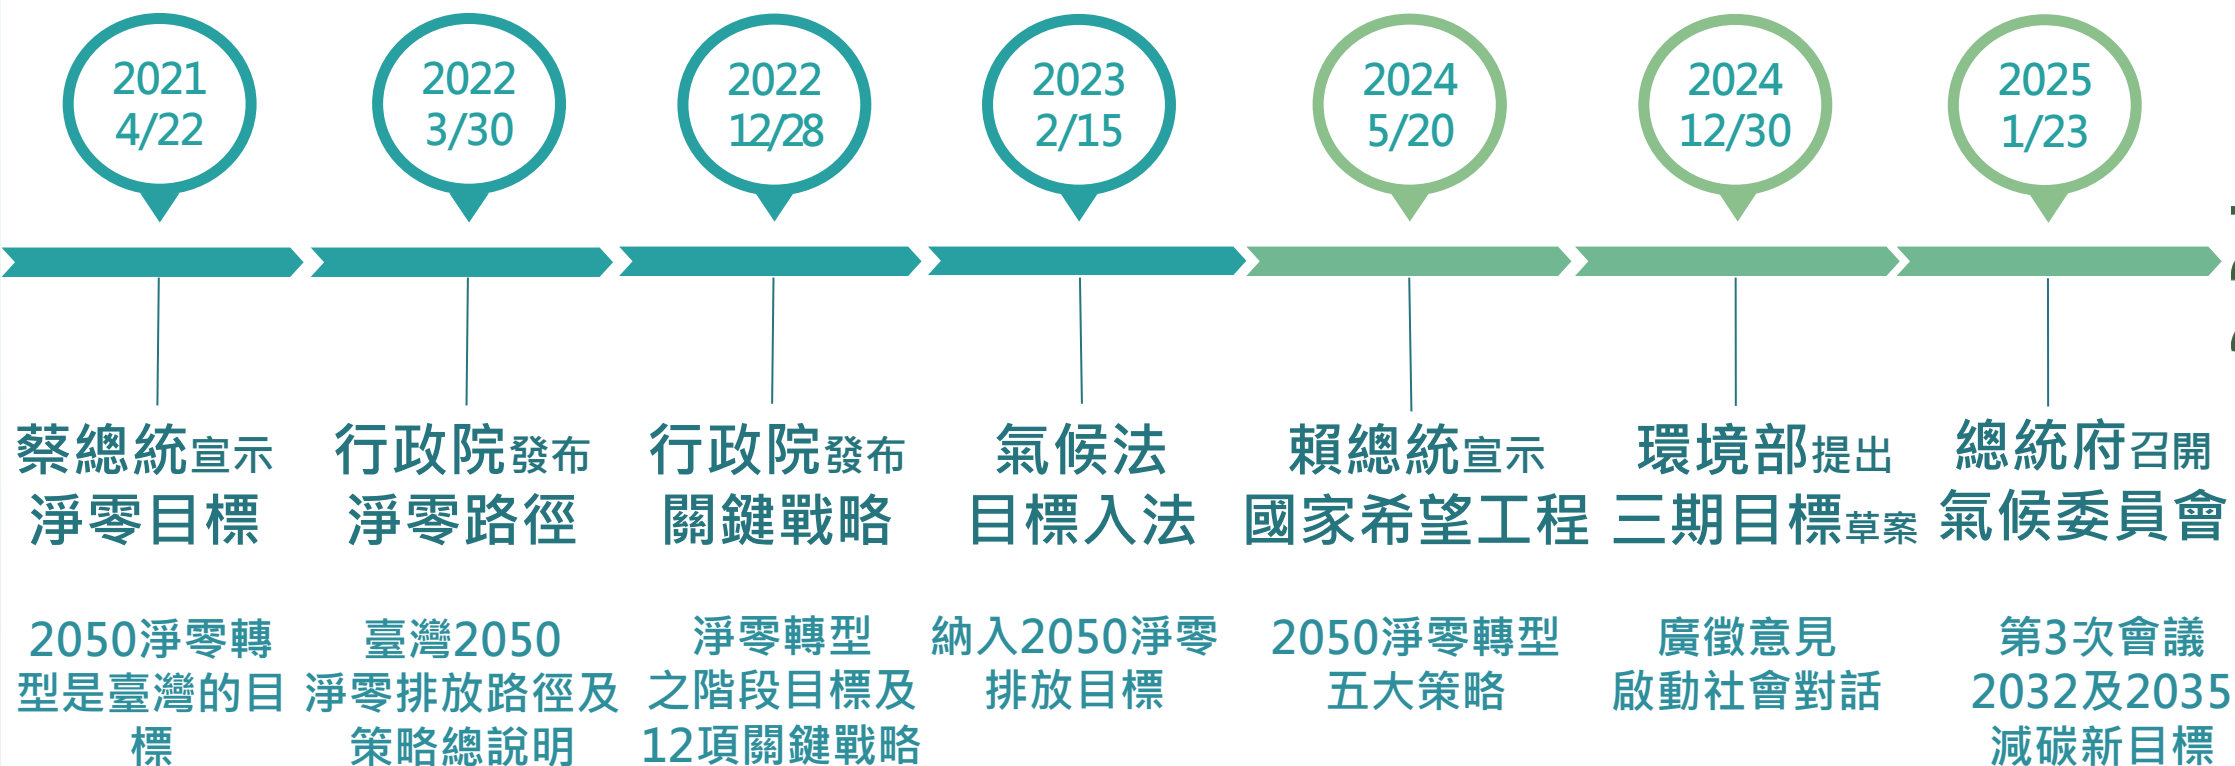 2021
4/22
2022
3/30
2022
12/28
2023
2/15
2024
5/20
2024
12/30
2025
1/23
蔡總統宣示
淨零目標
行政院發布
淨零路徑
行政院發布
關鍵戰略
氣候法
目標入法
賴總統宣示
國家希望工程
環境部提出
三期目標草案
總統府召開
氣候委員會
2050淨零轉
型是臺灣的目
標
臺灣2050
淨零排放路徑及
策略總說明
淨零轉型
之階段目標及
12項關鍵戰略
納入2050淨零
排放目標
2050淨零轉型
五大策略
廣徵意見
啟動社會對話
第3次會議
2032及2035
減碳新目標